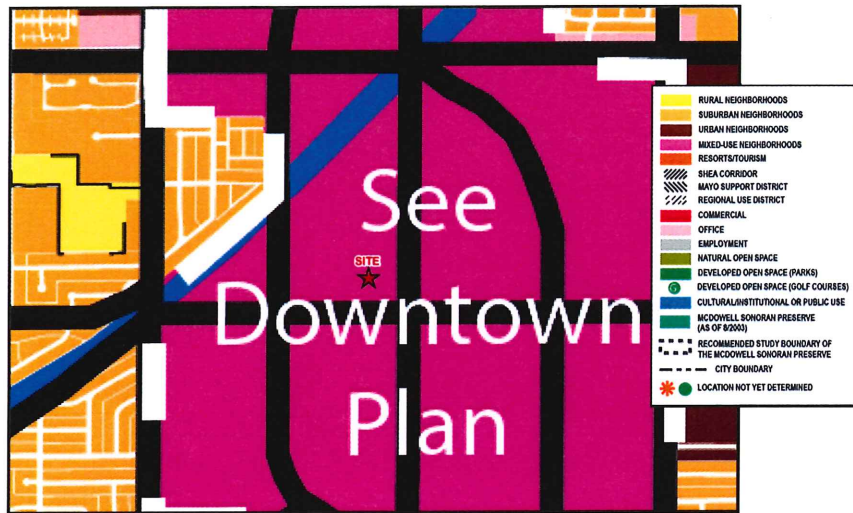 See
SITE
Downtown
Plan
RURAL NEIGHBORHOODS
SUBURBAN NEIGHBORHOODS
URBAN NEIGHBORHOODS
MIXED-USE NEIGHBORHOODS
RESORTS/TOURISM
SHEA CORRIDOR
MAYO SUPPORT DISTRICT
REGIONAL USE DISTRICT
COMMERCIAL
OFFICE
EMPLOYMENT
NATURAL OPEN SPACE
DEVELOPED OPEN SPACE (PARKS)
DEVELOPED OPEN SPACE (GOLF COURSES)
CULTURAL/INSTITUTIONAL OR PUBLIC USE
MCDOWELL SONORAN PRESERVE
(AS OF 8/2003)
RECOMMENDED STUDY BOUNDARY OF
THE MCDOWELL SONORAN PRESERVE
CITY BOUNDARY
LOCATION NOT YET DETERMINED